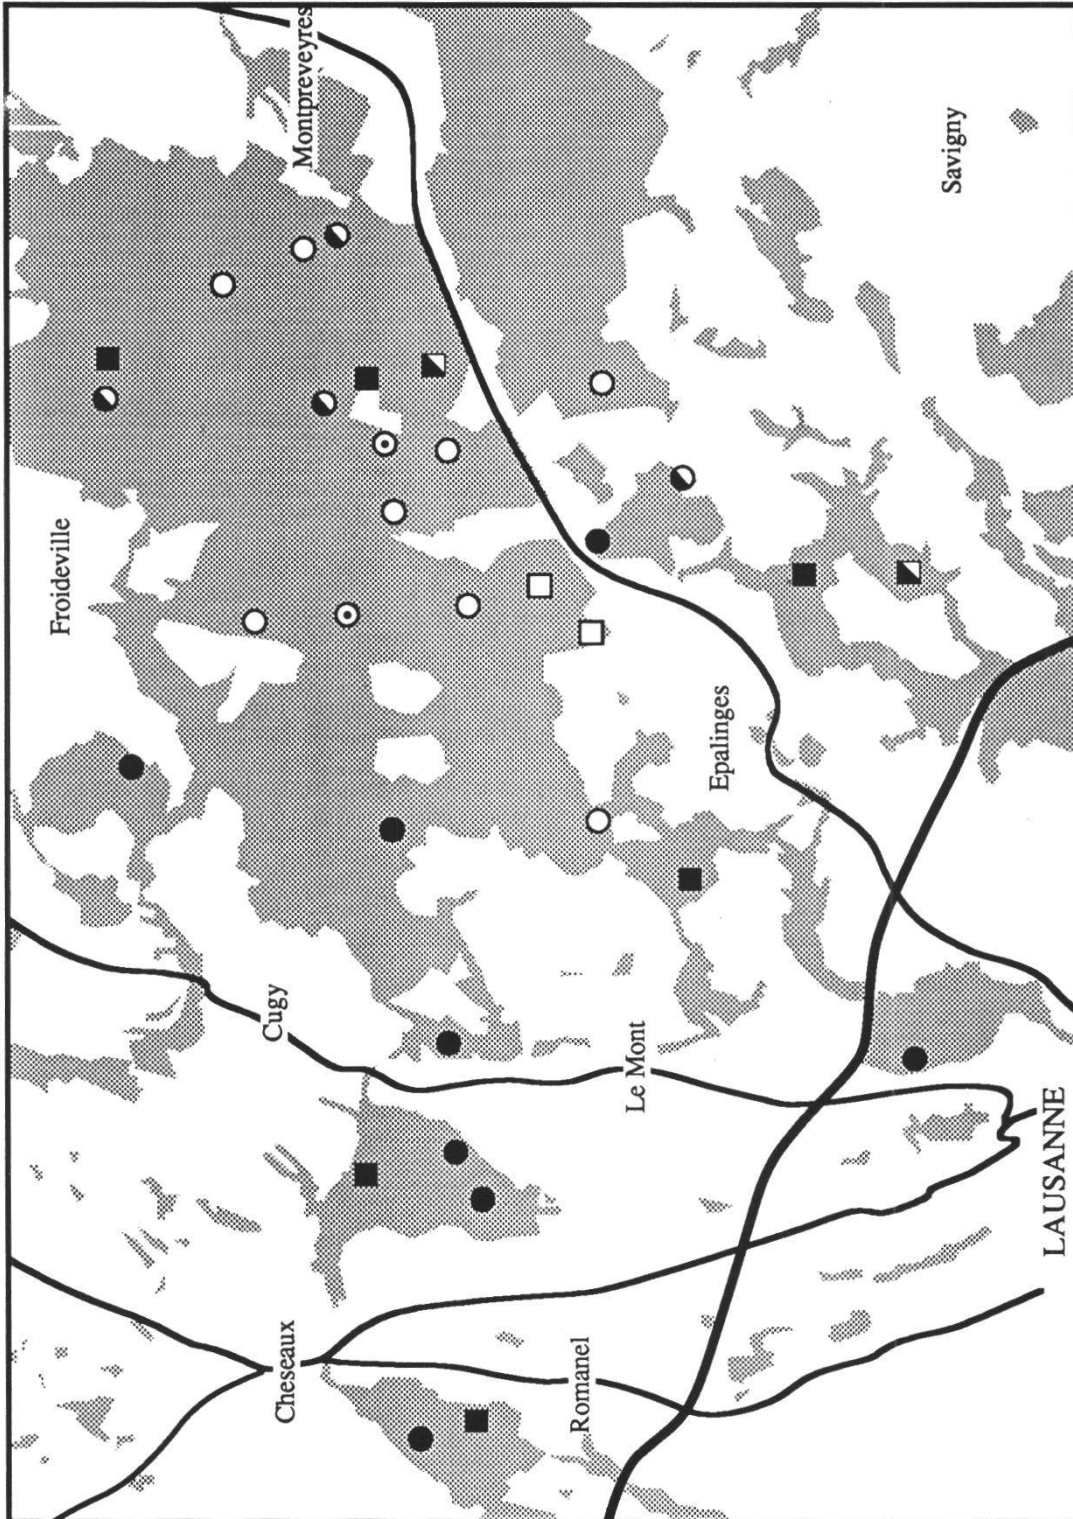 Montpreveyres
Savigny
Froideville
Epalinges
Cugy
Le Mont
LAUSANNE
Cheseaux
Romanel